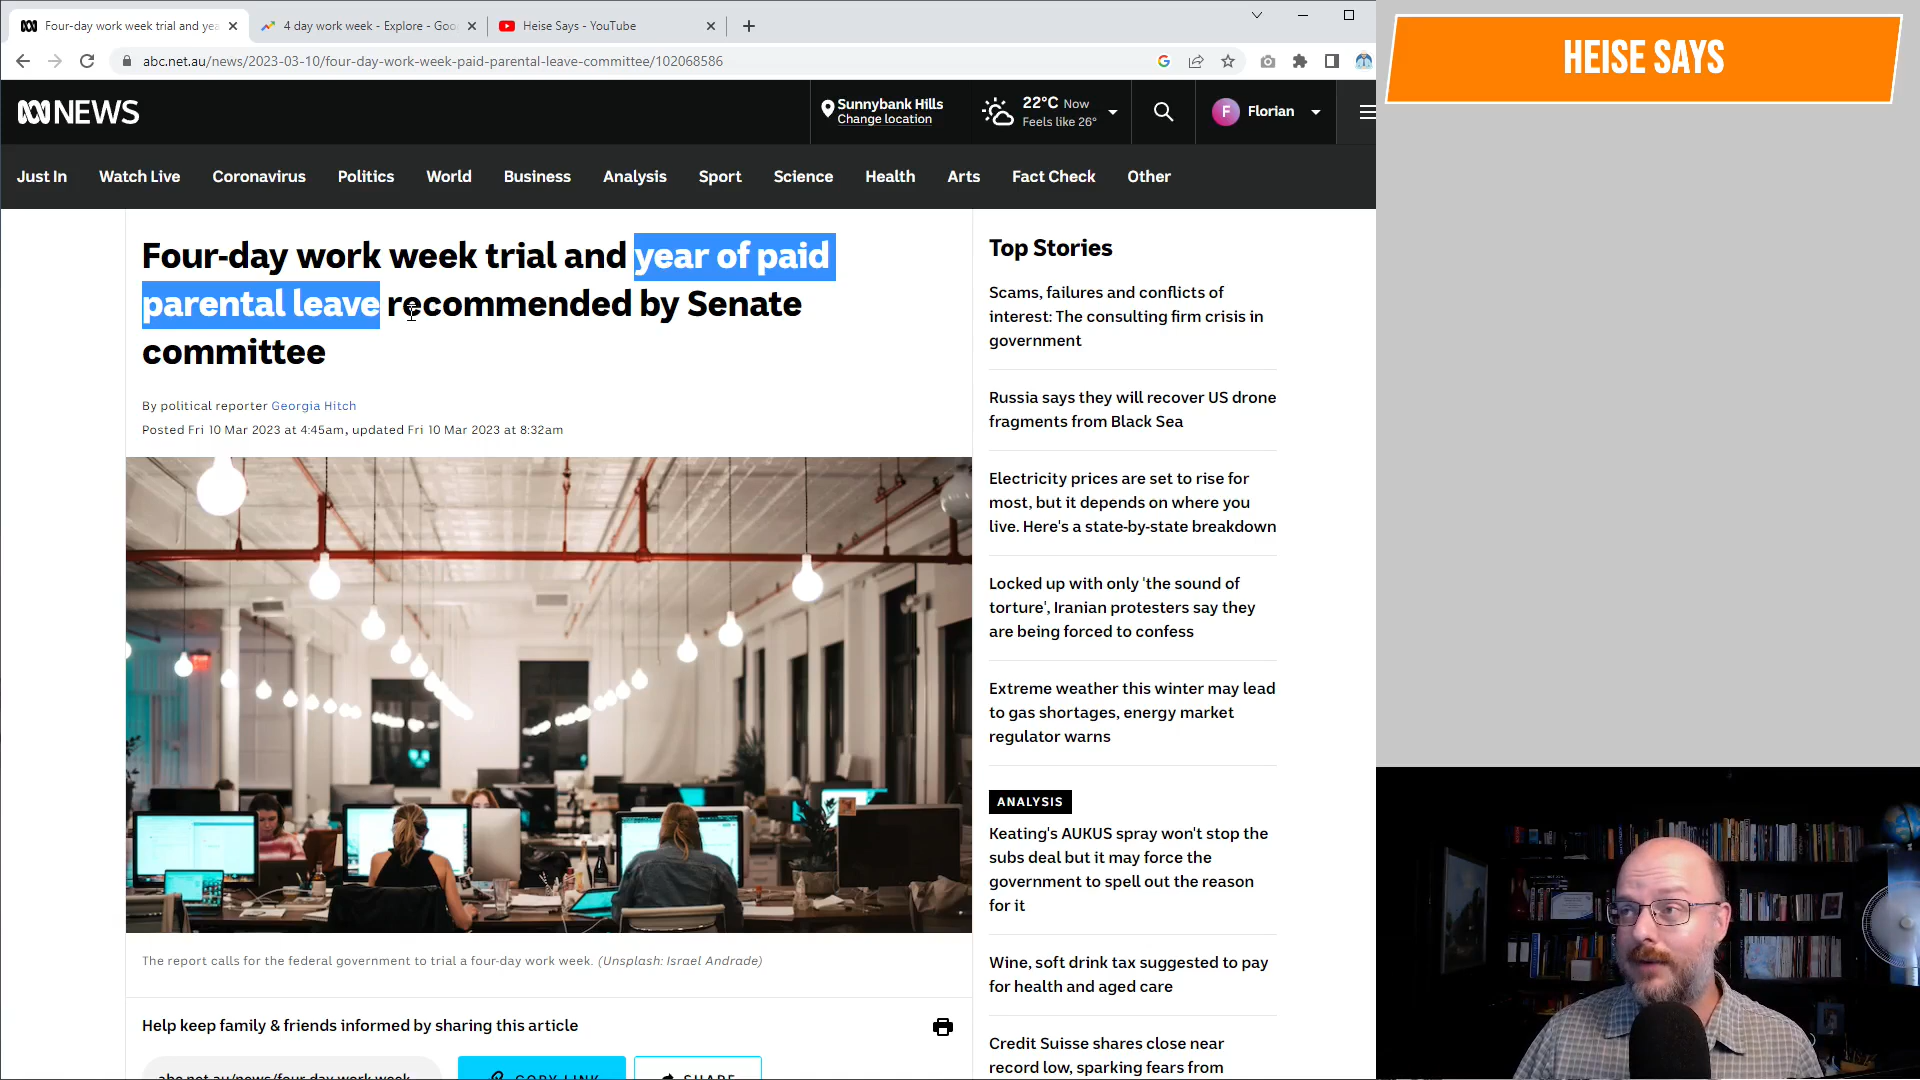 Four-day work week trial and yea
4 day work week - Explore - Goo
Heise Says - YouTube
abc.net.au/news/2023-03-10/four-day-work-week-paid-parental-leave-committee/102068586
HEISE SAYS
NEWS
Sunnybank Hills
Change location
22°C Now
Feels like 26°
F
Florian
Just In
Watch Live
Coronavirus
Politics
World
Business
Analysis
Sport
Science
Health
Arts
Fact Check
Other
Four-day work week trial and year of paid
parental leave recommended by Senate
committee
By political reporter Georgia Hitch
Posted Fri 10 Mar 2023 at 4:45am, updated Fri 10 Mar 2023 at 8:32am
The report calls for the federal government to trial a four-day work week. (Unsplash: Israel Andrade)
Help keep family & friends informed by sharing this article
abc.net.au/news/four-day-work-week
COPY LINK
SHARE
Top Stories
Scams, failures and conflicts of
interest: The consulting firm crisis in
government
Russia says they will recover US drone
fragments from Black Sea
Electricity prices are set to rise for
most, but it depends on where you
live. Here's a state-by-state breakdown
Locked up with only 'the sound of
torture', Iranian protesters say they
are being forced to confess
Extreme weather this winter may lead
to gas shortages, energy market
regulator warns
ANALYSIS
Keating's AUKUS spray won't stop the
subs deal but it may force the
government to spell out the reason
for it
Wine, soft drink tax suggested to pay
for health and aged care
Credit Suisse shares close near
record low, sparking fears from